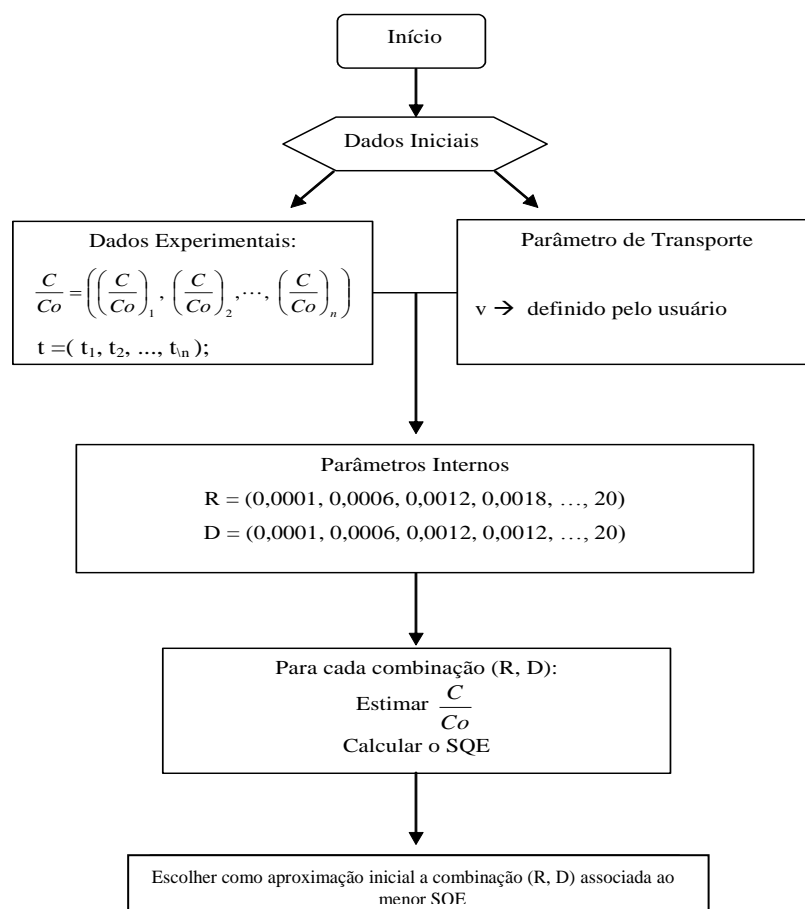 Início
Dados Iniciais
Dados Experimentais:
C/Co = ((C/Co)₁, (C/Co)₂, ⋯, (C/Co)ₙ)
t =( t₁, t₂, ..., t\n );
Parâmetro de Transporte
v → definido pelo usuário
Parâmetros Internos
R = (0,0001, 0,0006, 0,0012, 0,0018, …, 20)
D = (0,0001, 0,0006, 0,0012, 0,0012, …, 20)
Para cada combinação (R, D):
Estimar C/Co
Calcular o SQE
Escolher como aproximação inicial a combinação (R, D) associada ao
menor SQE